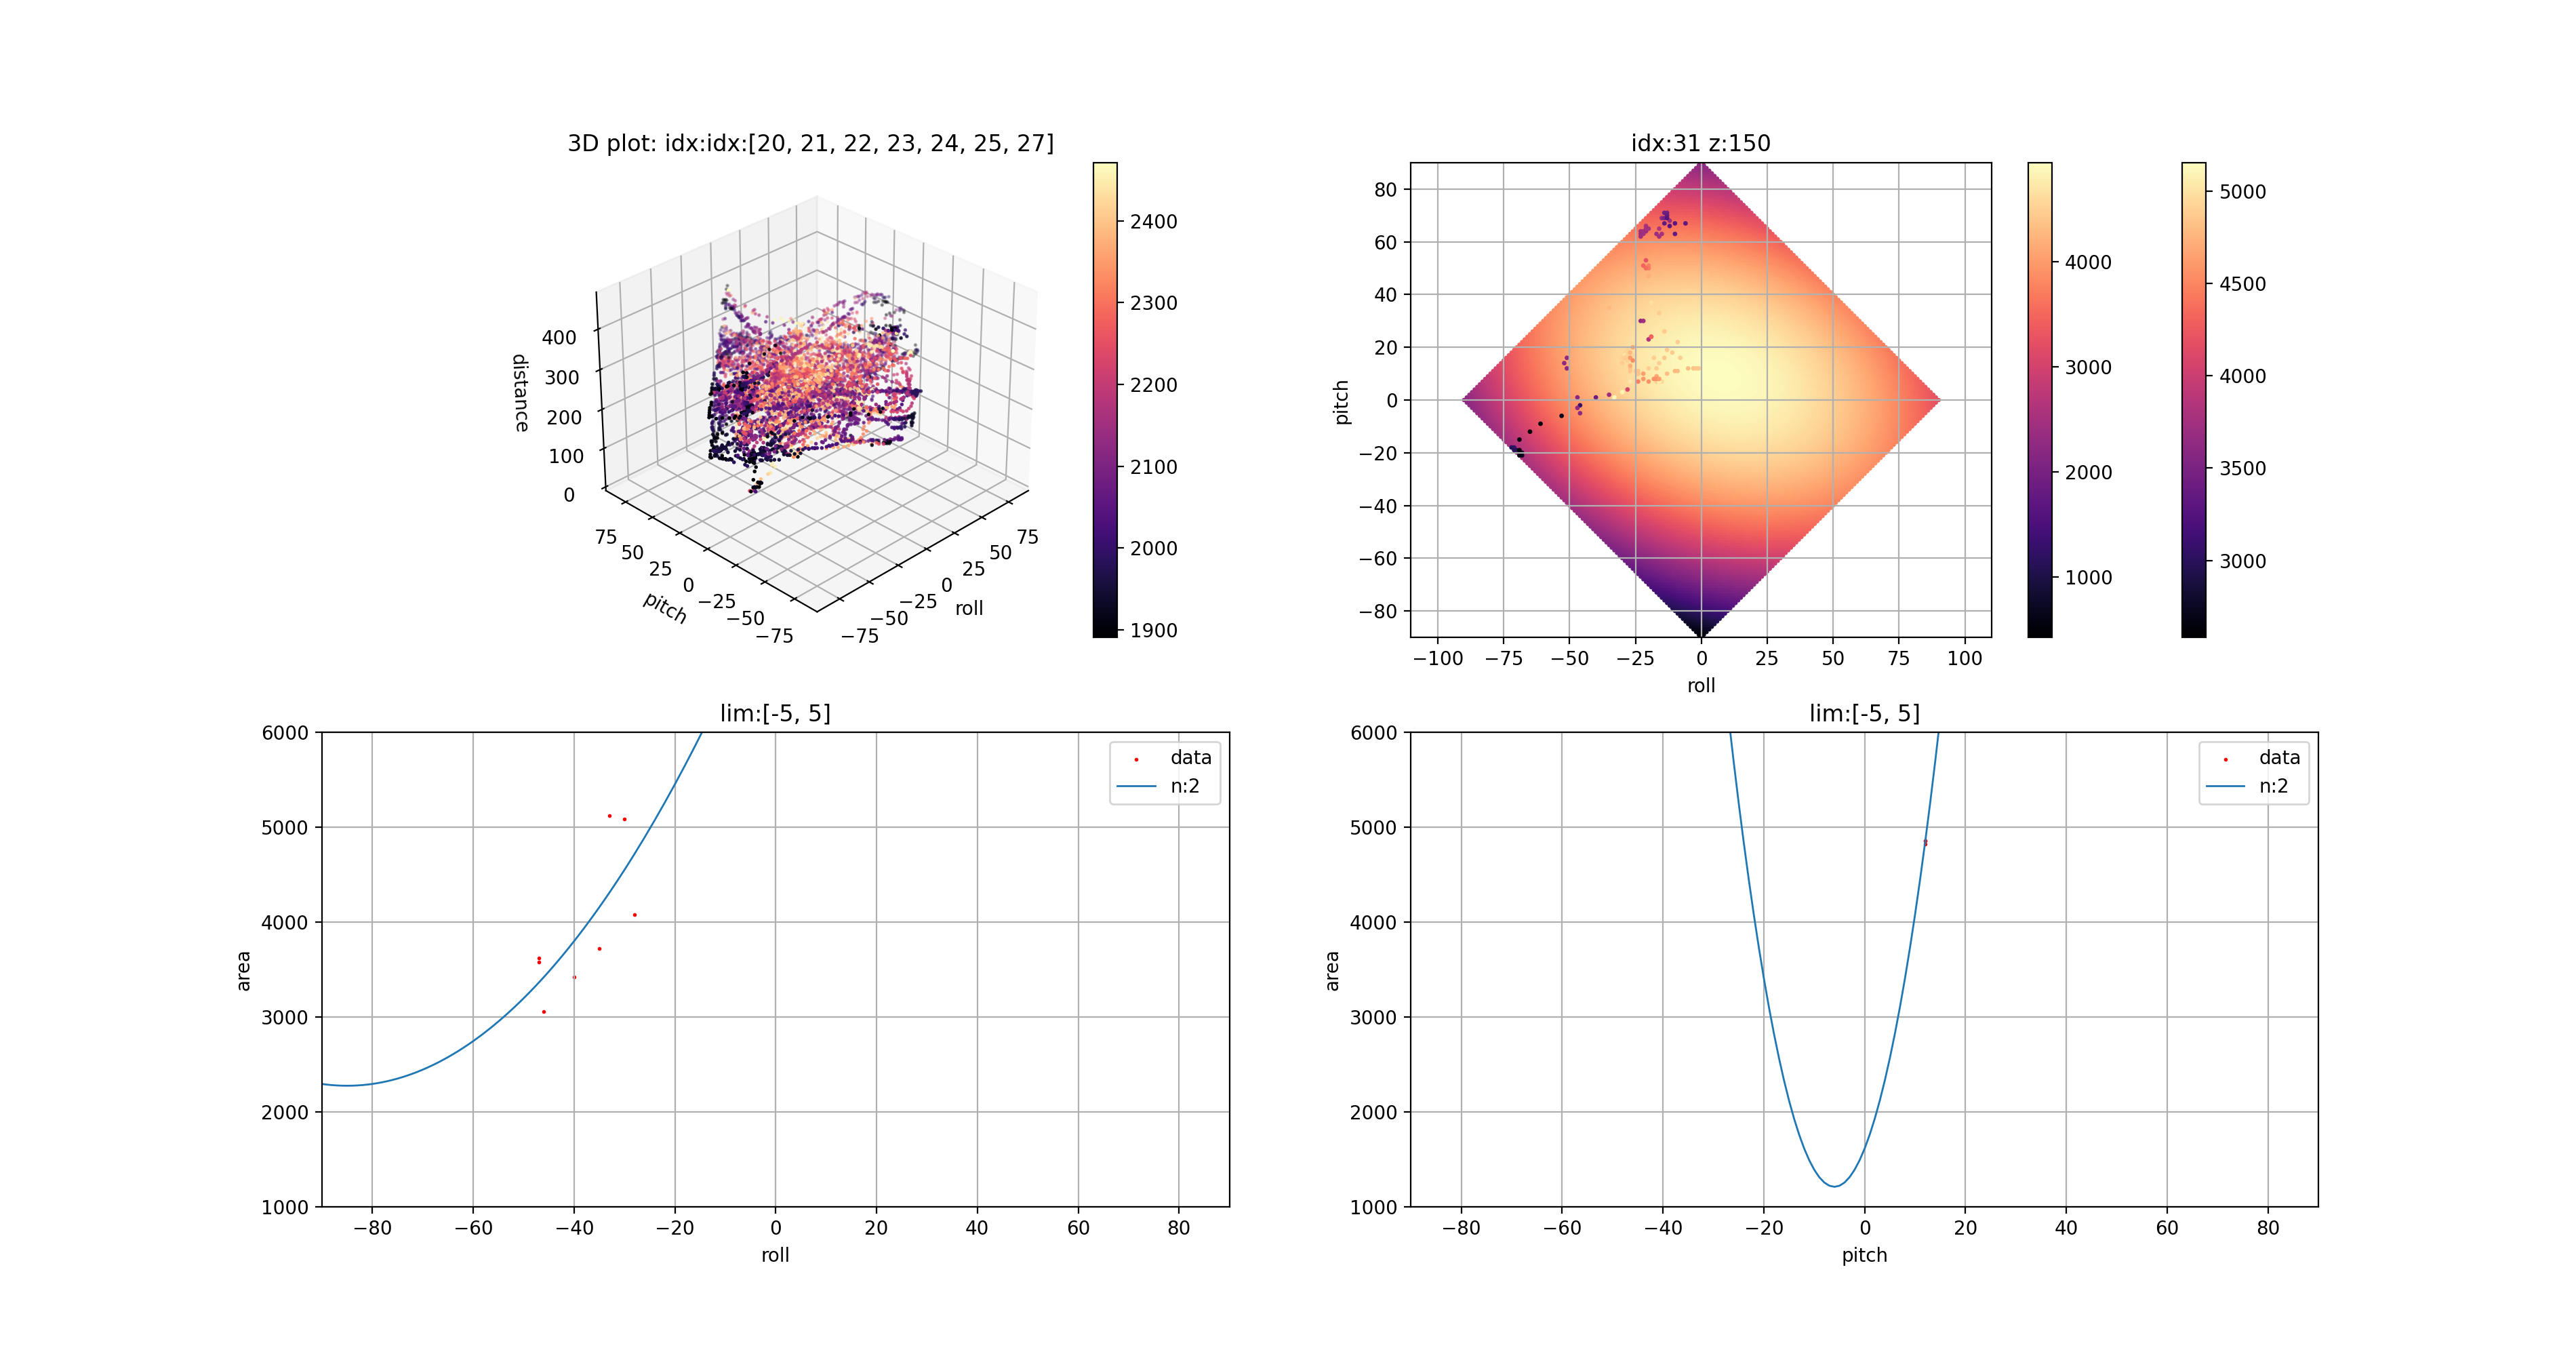 3D plot: idx:idx:[20, 21, 22, 23, 24, 25, 27]
400
300
200
100
0
distance
75
50
25
0
−25
−50
−75
pitch
−75
−50
−25
0
25
50
75
roll
2400
2300
2200
2100
2000
1900
idx:31 z:150
80
60
40
20
0
−20
−40
−60
−80
pitch
−100 −75 −50 −25 0 25 50 75 100
roll
4000
3000
2000
1000
5000
4500
4000
3500
3000
lim:[-5, 5]
6000
5000
4000
3000
2000
1000
area
−80 −60 −40 −20 0 20 40 60 80
roll
data
n:2
lim:[-5, 5]
6000
5000
4000
3000
2000
1000
area
−80 −60 −40 −20 0 20 40 60 80
pitch
data
n:2